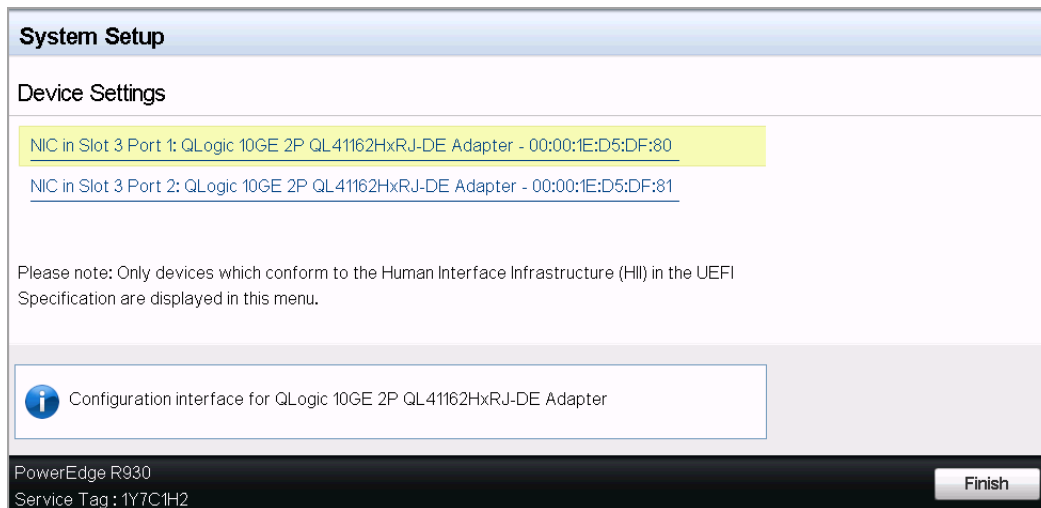 System Setup
Device Settings
NIC in Slot 3 Port 1: QLogic 10GE 2P QL41162HxRJ-DE Adapter - 00:00:1E:D5:DF:80
NIC in Slot 3 Port 2: QLogic 10GE 2P QL41162HxRJ-DE Adapter - 00:00:1E:D5:DF:81
Please note: Only devices which conform to the Human Interface Infrastructure (HII) in the UEFI
Specification are displayed in this menu.
Configuration interface for QLogic 10GE 2P QL41162HxRJ-DE Adapter
PowerEdge R930
Service Tag : 1Y7C1H2
Finish